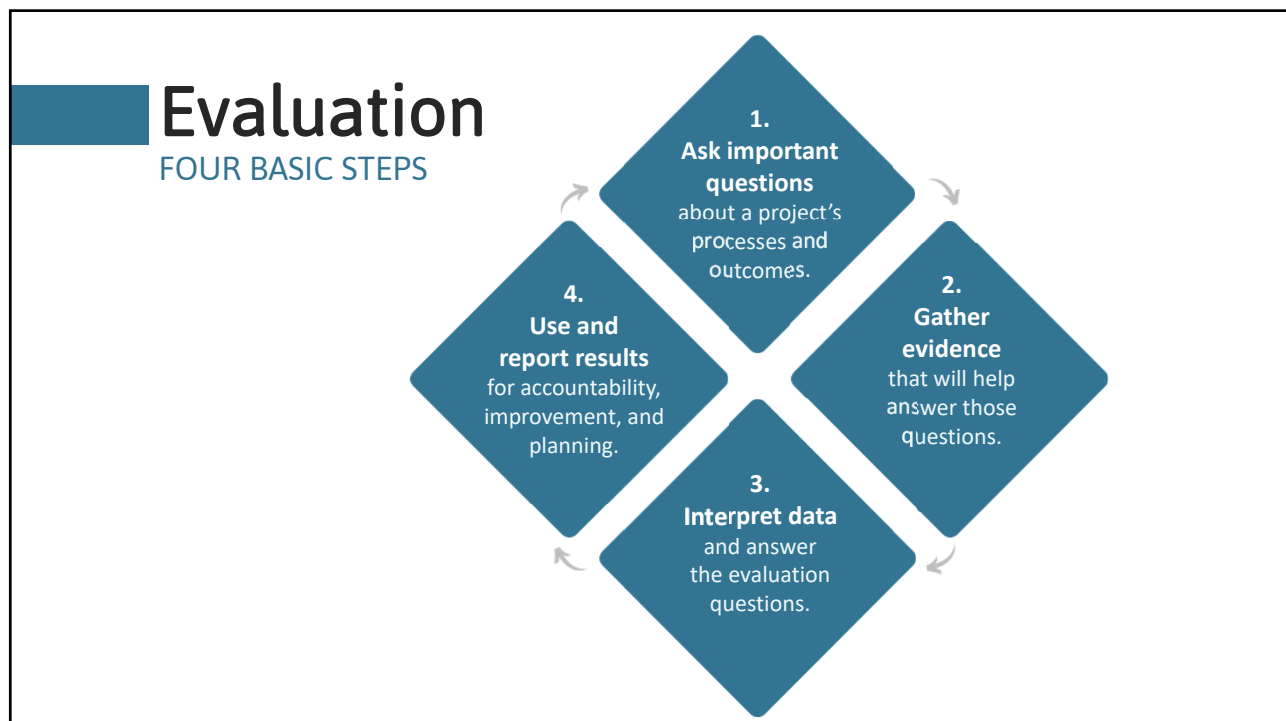 Evaluation
FOUR BASIC STEPS
1.
Ask important
questions
about a project’s
processes and
outcomes.
2.
Gather
evidence
that will help
answer those
questions.
3.
Interpret data
and answer
the evaluation
questions.
4.
Use and
report results
for accountability,
improvement, and
planning.